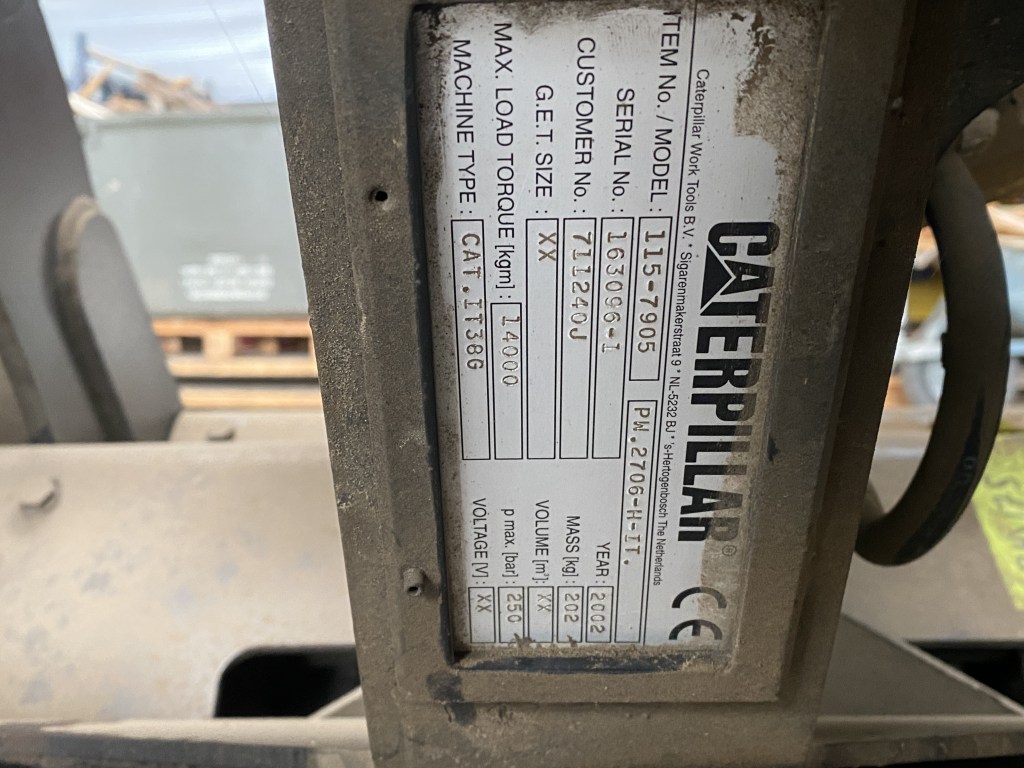 CATERPILLAR® CE
Caterpillar Work Tools B.V. * Sigarenmakerstraat 9 * NL-5232 BJ * 's-Hertogenbosch The Netherlands
ITEM No. / MODEL : 115-7905 PW.2706-H-IT.
SERIAL No. : 163096-1 YEAR : 2002
CUSTOMER No. : 711240J MASS [kg] : 202
G.E.T. SIZE : XX VOLUME [m³] : XX
MAX. LOAD TORQUE [kgm] : 14000 p max. [bar] : 250
MACHINE TYPE : CAT.IT38G VOLTAGE [V] : XX